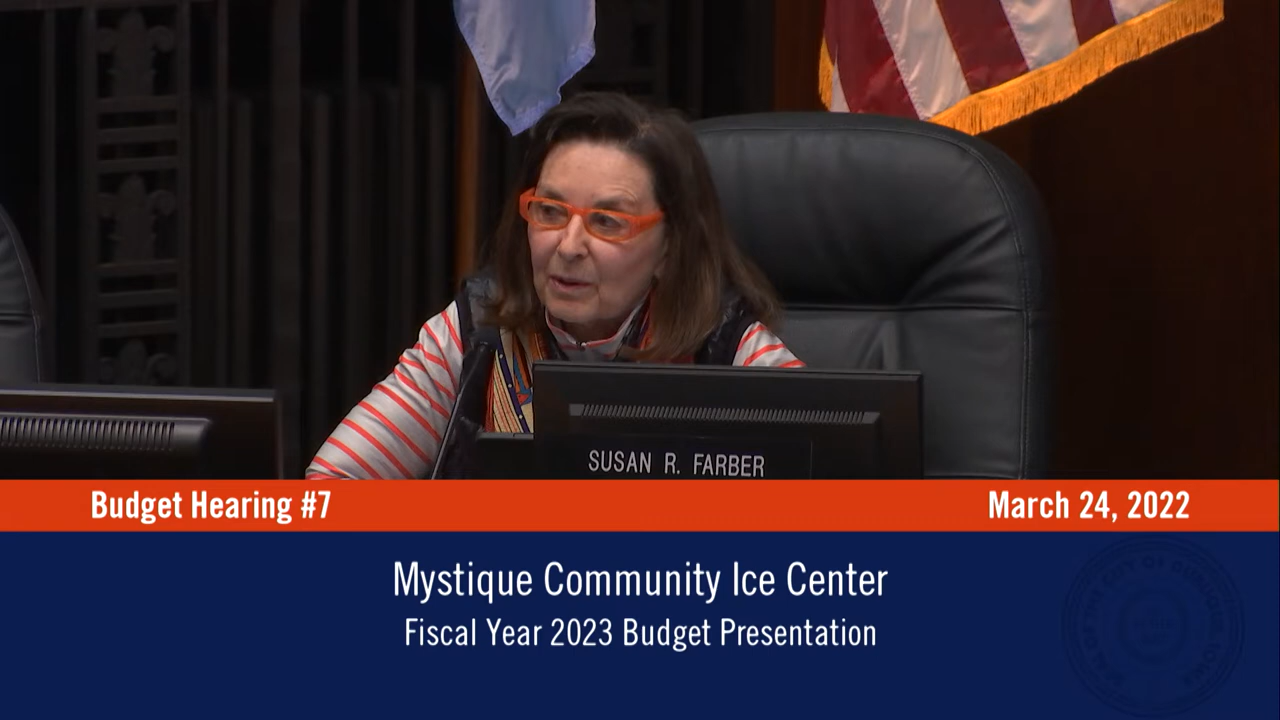 SUSAN R. FARBER
Budget Hearing #7
March 24, 2022
Mystique Community Ice Center
Fiscal Year 2023 Budget Presentation